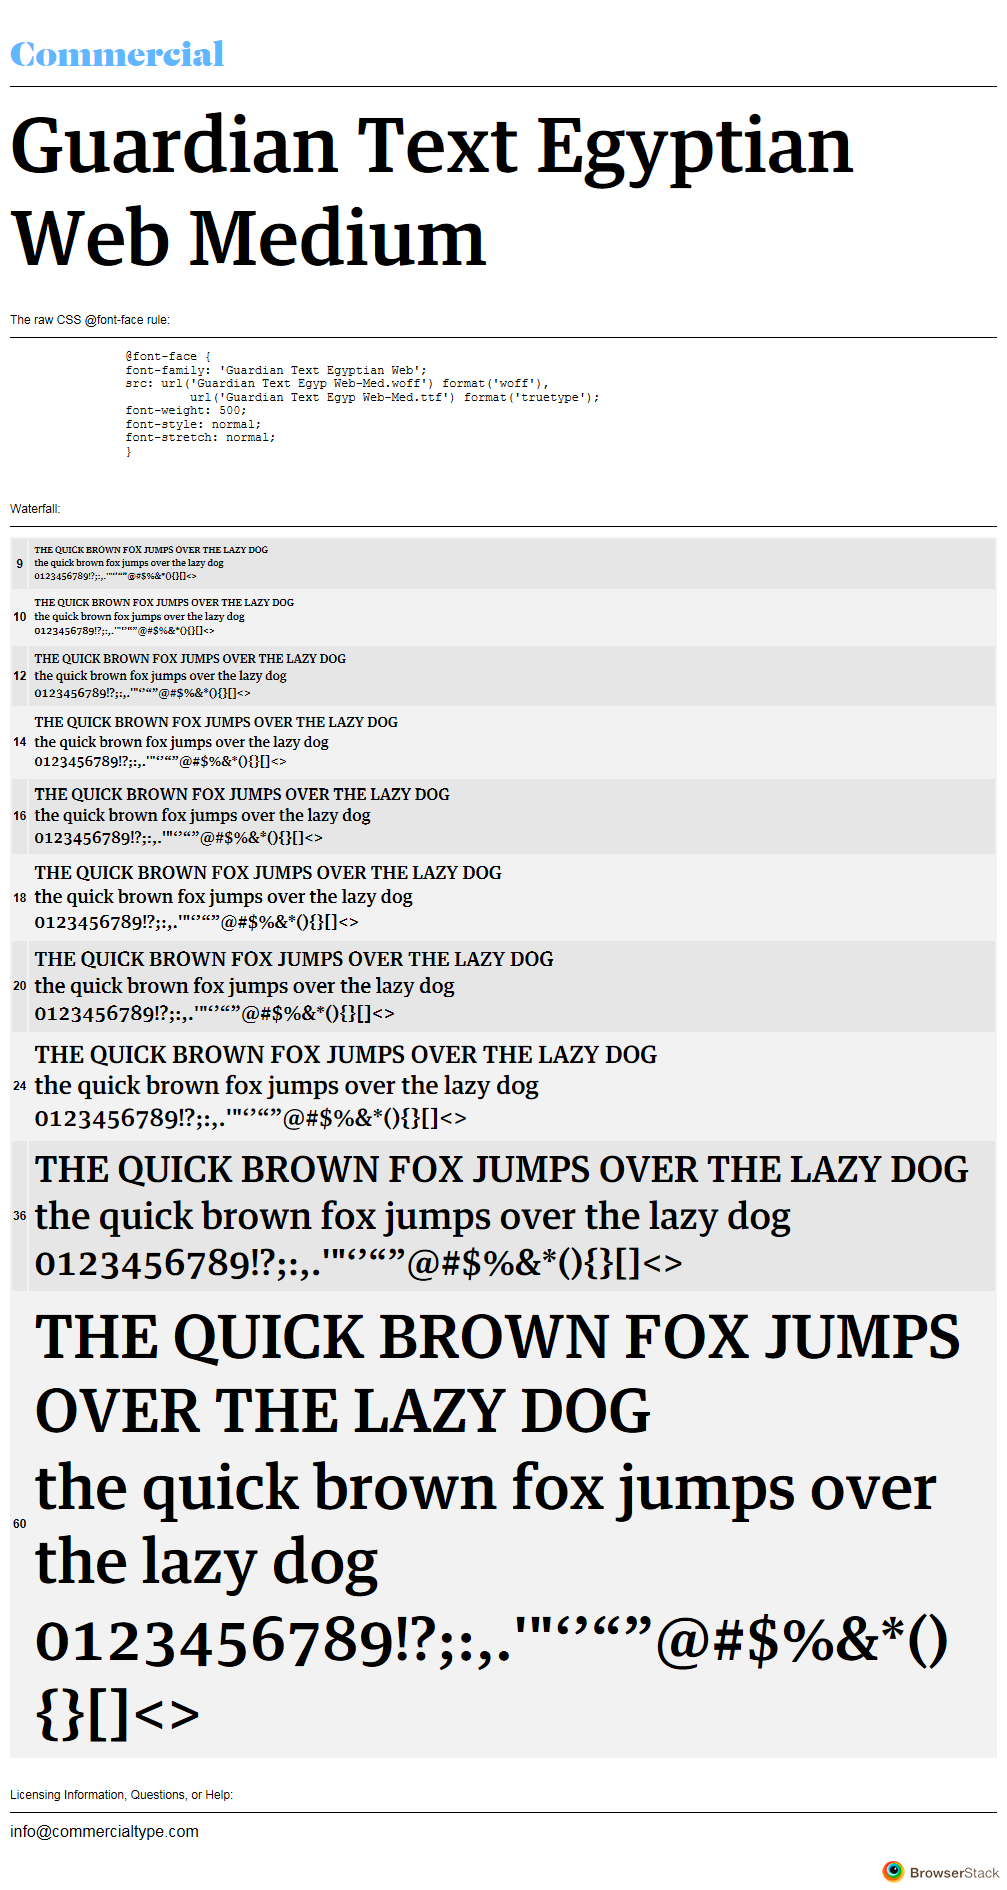 Commercial
Guardian Text Egyptian
Web Medium
The raw CSS @font-face rule:
@font-face {
font-family: 'Guardian Text Egyptian Web';
src: url('Guardian Text Egyp Web-Med.woff') format('woff'),
url('Guardian Text Egyp Web-Med.ttf') format('truetype');
font-weight: 500;
font-style: normal;
font-stretch: normal;
}
Waterfall:
THE QUICK BROWN FOX JUMPS OVER THE LAZY DOG
9 the quick brown fox jumps over the lazy dog
0123456789!?;:,.'"‘’“”@#$%&*(){}[]<>
THE QUICK BROWN FOX JUMPS OVER THE LAZY DOG
10 the quick brown fox jumps over the lazy dog
0123456789!?;:,.'"‘’“”@#$%&*(){}[]<>
THE QUICK BROWN FOX JUMPS OVER THE LAZY DOG
12 the quick brown fox jumps over the lazy dog
0123456789!?;:,.'"‘’“”@#$%&*(){}[]<>
THE QUICK BROWN FOX JUMPS OVER THE LAZY DOG
14 the quick brown fox jumps over the lazy dog
0123456789!?;:,.'"‘’“”@#$%&*(){}[]<>
THE QUICK BROWN FOX JUMPS OVER THE LAZY DOG
16 the quick brown fox jumps over the lazy dog
0123456789!?;:,.'"‘’“”@#$%&*(){}[]<>
THE QUICK BROWN FOX JUMPS OVER THE LAZY DOG
18 the quick brown fox jumps over the lazy dog
0123456789!?;:,.'"‘’“”@#$%&*(){}[]<>
THE QUICK BROWN FOX JUMPS OVER THE LAZY DOG
20 the quick brown fox jumps over the lazy dog
0123456789!?;:,.'"‘’“”@#$%&*(){}[]<>
THE QUICK BROWN FOX JUMPS OVER THE LAZY DOG
24 the quick brown fox jumps over the lazy dog
0123456789!?;:,.'"‘’“”@#$%&*(){}[]<>
THE QUICK BROWN FOX JUMPS OVER THE LAZY DOG
36 the quick brown fox jumps over the lazy dog
0123456789!?;:,.'"‘’“”@#$%&*(){}[]<>
THE QUICK BROWN FOX JUMPS
OVER THE LAZY DOG
the quick brown fox jumps over
60
the lazy dog
0123456789!?;:,.'"‘’“”@#$%&*()
{}[]<>
Licensing Information, Questions, or Help:
info@commercialtype.com
BrowserStack